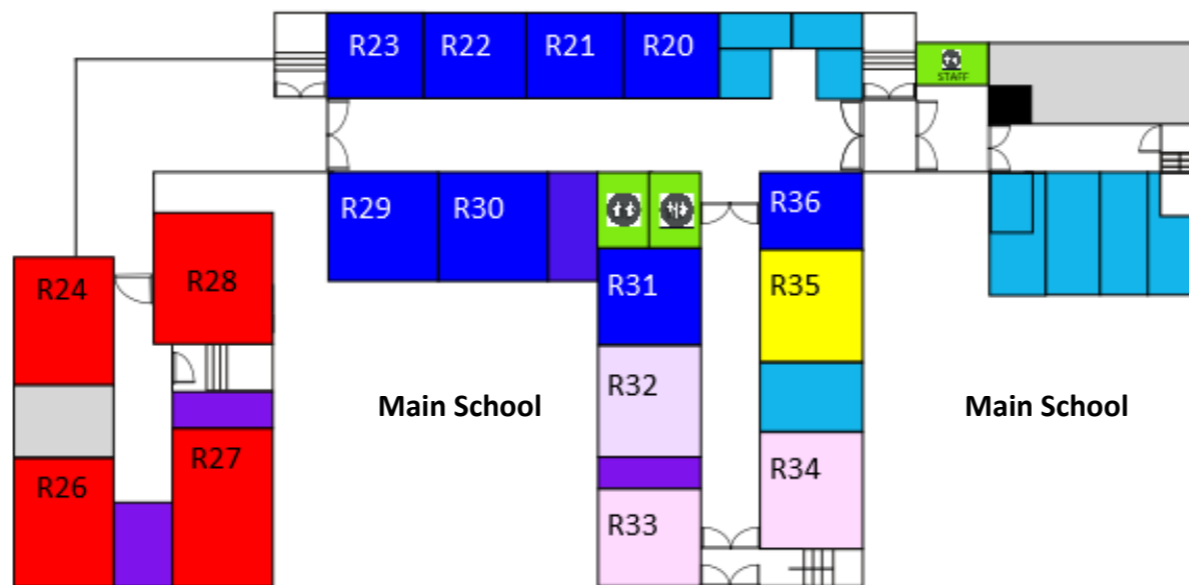 R23 R22 R21 R20
STAFF
R29 R30 R36
R24 R28 R31 R35
R32
Main School Main School
R26 R27 R34
R33